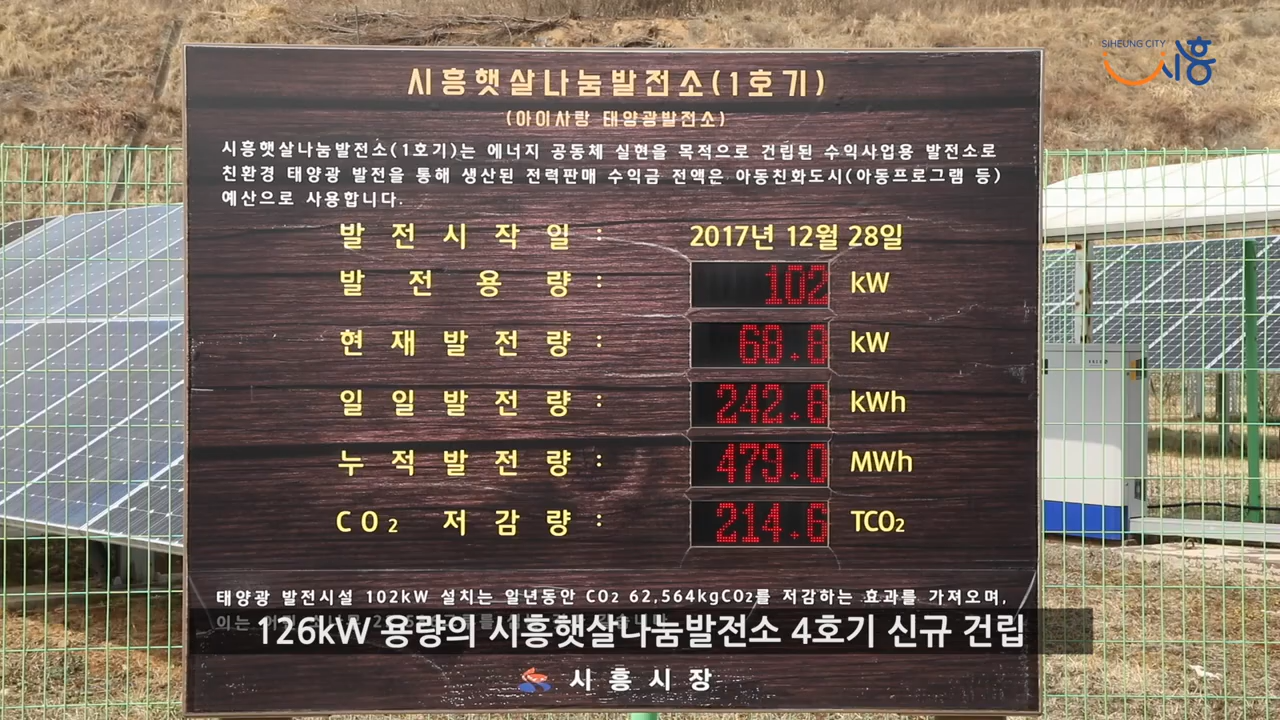 SIHEUNG CITY
시흥
시흥햇살나눔발전소(1호기)
(아이사랑 태양광발전소)
시흥햇살나눔발전소(1호기)는 에너지 공동체 실현을 목적으로 건립된 수익사업용 발전소로
친환경 태양광 발전을 통해 생산된 전력판매 수익금 전액은 아동친화도시(아동프로그램 등)
예산으로 사용합니다.
발전시작일 : 2017년 12월 28일
발전용량 : 102 kW
현재발전량 : 68.8 kW
일일발전량 : 242.8 kWh
누적발전량 : 479.0 MWh
CO₂ 저감량 : 214.6 TCO₂
태양광 발전시설 102kW 설치는 일년동안 CO₂ 62,564kgCO₂를 저감하는 효과를 가져오며,
이는
126kW 용량의 시흥햇살나눔발전소 4호기 신규 건립
시흥시장